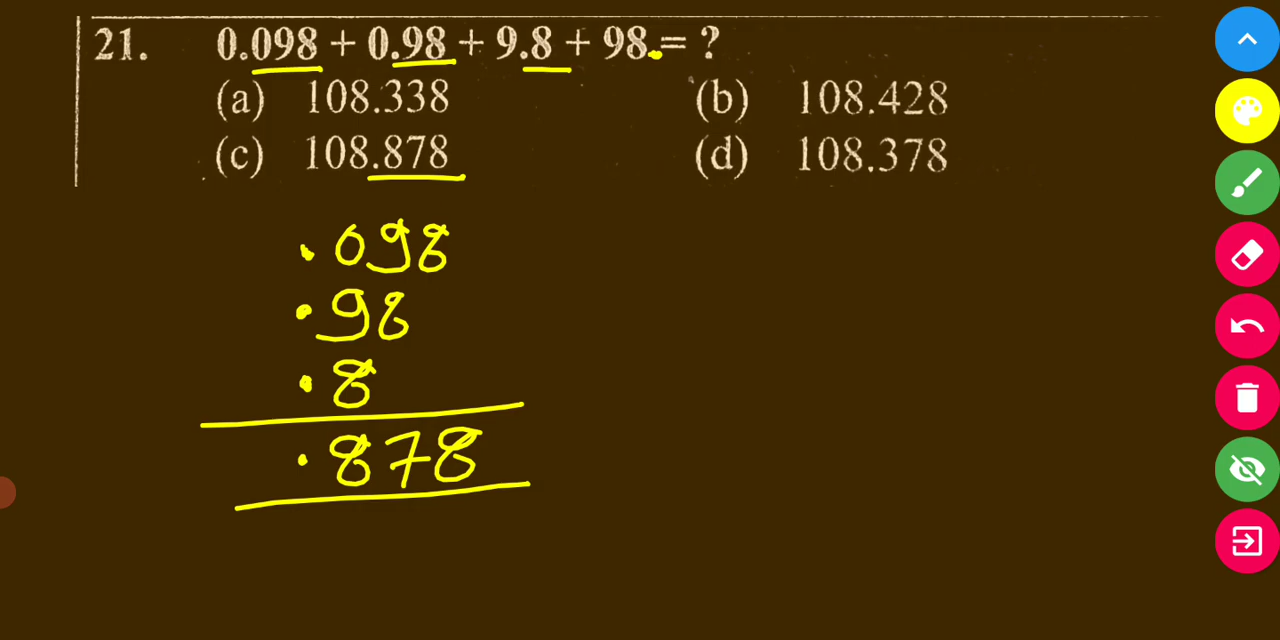 21. 0.098 + 0.98 + 9.8 + 98.= ?
(a) 108.338 (b) 108.428
(c) 108.878 (d) 108.378
.098
.98
.8
.878